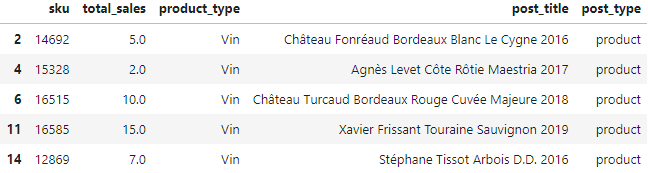 sku total_sales product_type post_title post_type
2 14692 5.0 Vin Château Fonréaud Bordeaux Blanc Le Cygne 2016 product
4 15328 2.0 Vin Agnès Levet Côte Rôtie Maestria 2017 product
6 16515 10.0 Vin Château Turcaud Bordeaux Rouge Cuvée Majeure 2018 product
11 16585 15.0 Vin Xavier Frissant Touraine Sauvignon 2019 product
14 12869 7.0 Vin Stéphane Tissot Arbois D.D. 2016 product